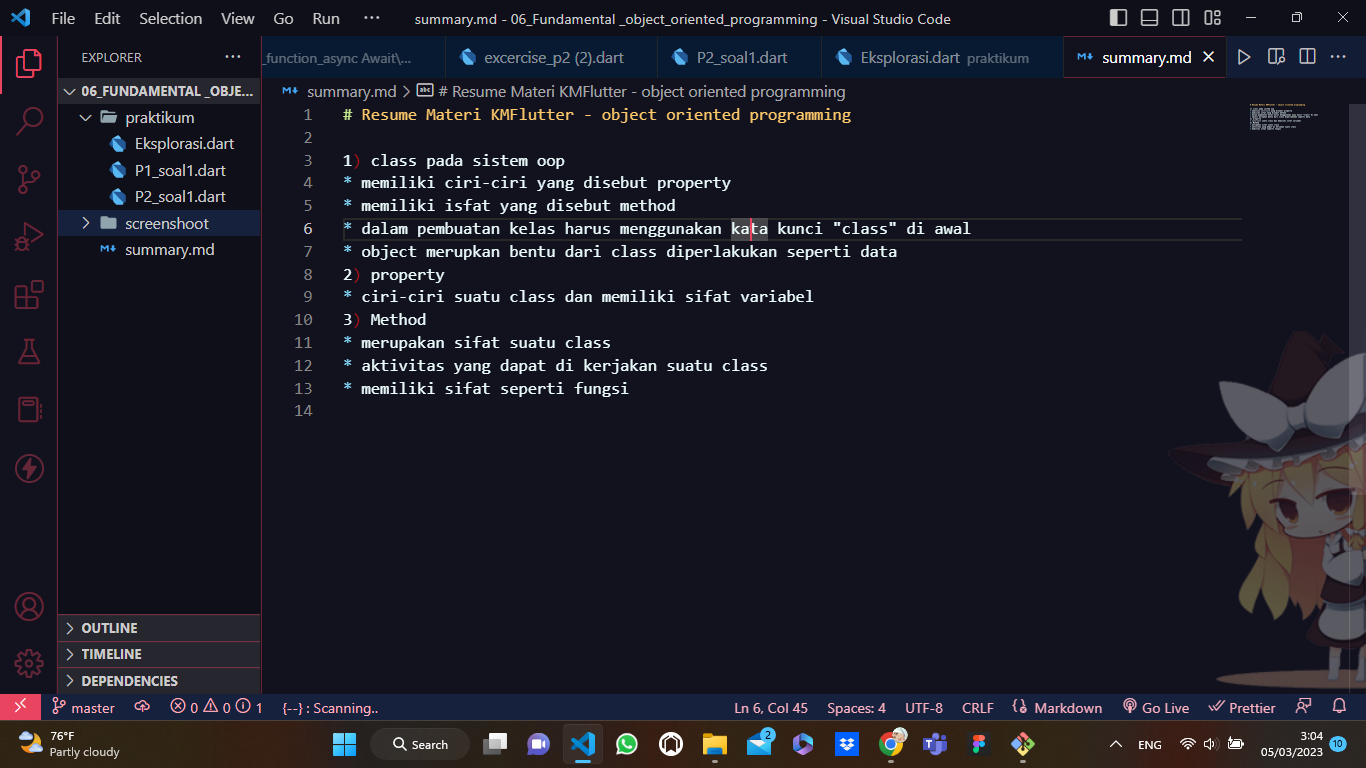 File Edit Selection View Go Run ··· summary.md - 06_Fundamental _object_oriented_programming - Visual Studio Code
EXPLORER ···
_function_async Await\... excercise_p2 (2).dart P2_soal1.dart Eksplorasi.dart praktikum summary.md
06_FUNDAMENTAL _OBJE...
praktikum
Eksplorasi.dart
P1_soal1.dart
P2_soal1.dart
screenshoot
summary.md
summary.md > # Resume Materi KMFlutter - object oriented programming
1 # Resume Materi KMFlutter - object oriented programming
2
3 1) class pada sistem oop
4 * memiliki ciri-ciri yang disebut property
5 * memiliki isfat yang disebut method
6 * dalam pembuatan kelas harus menggunakan kata kunci "class" di awal
7 * object merupkan bentu dari class diperlakukan seperti data
8 2) property
9 * ciri-ciri suatu class dan memiliki sifat variabel
10 3) Method
11 * merupakan sifat suatu class
12 * aktivitas yang dapat di kerjakan suatu class
13 * memiliki sifat seperti fungsi
14
OUTLINE
TIMELINE
DEPENDENCIES
master 0 0 1 {--} : Scanning.. Ln 6, Col 45 Spaces: 4 UTF-8 CRLF Markdown Go Live Prettier
76°F
Partly cloudy
Search
2
ENG
3:04
05/03/2023
10